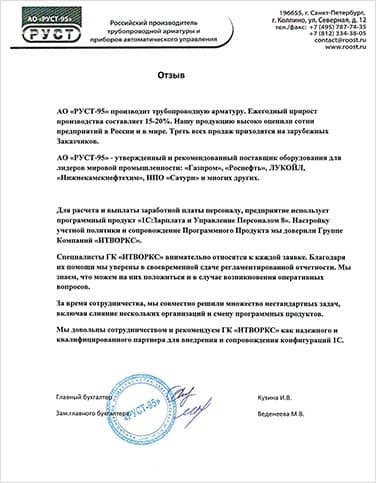 АО «РУСТ-95»
РУСТ
Российский производитель
трубопроводной арматуры и
приборов автоматического управления
196655, г. Санкт-Петербург,
г. Колпино, ул. Северная, д. 12
тел./факс: +7 (495) 787-74-35
+7 (812) 334-38-05
contact@roost.ru
www.roost.ru
Отзыв
АО «РУСТ-95» производит трубопроводную арматуру. Ежегодный прирост
производства составляет 15-20%. Нашу продукцию высоко оценили сотни
предприятий в России и в мире. Треть всех продаж приходятся на зарубежных
Заказчиков.
АО «РУСТ-95» - утвержденный и рекомендованный поставщик оборудования для
лидеров мировой промышленности: «Газпром», «Роснефть», ЛУКОЙЛ,
«Нижнекамскнефтехим», НПО «Сатурн» и многих других.
Для расчета и выплаты заработной платы персоналу, предприятие использует
программный продукт «1С:Зарплата и Управление Персоналом 8». Настройку
учетной политики и сопровождение Программного Продукта мы доверили Группе
Компаний «ИТВОРКС».
Специалисты ГК «ИТВОРКС» внимательно относятся к каждой заявке. Благодаря
их помощи мы уверены в своевременной сдаче регламентированной отчетности. Мы
знаем, что можем на них положиться и в случае возникновения оперативных
вопросов.
За время сотрудничества, мы совместно решили множество нестандартных задач,
включая слияние нескольких организаций и смену программных продуктов.
Мы довольны сотрудничеством и рекомендуем ГК «ИТВОРКС» как надежного и
квалифицированного партнера для внедрения и сопровождения конфигураций 1С.
Главный бухгалтер Кузина И.В.
Зам.главного бухгалтера Веденеева М.В.
«РУСТ-95»